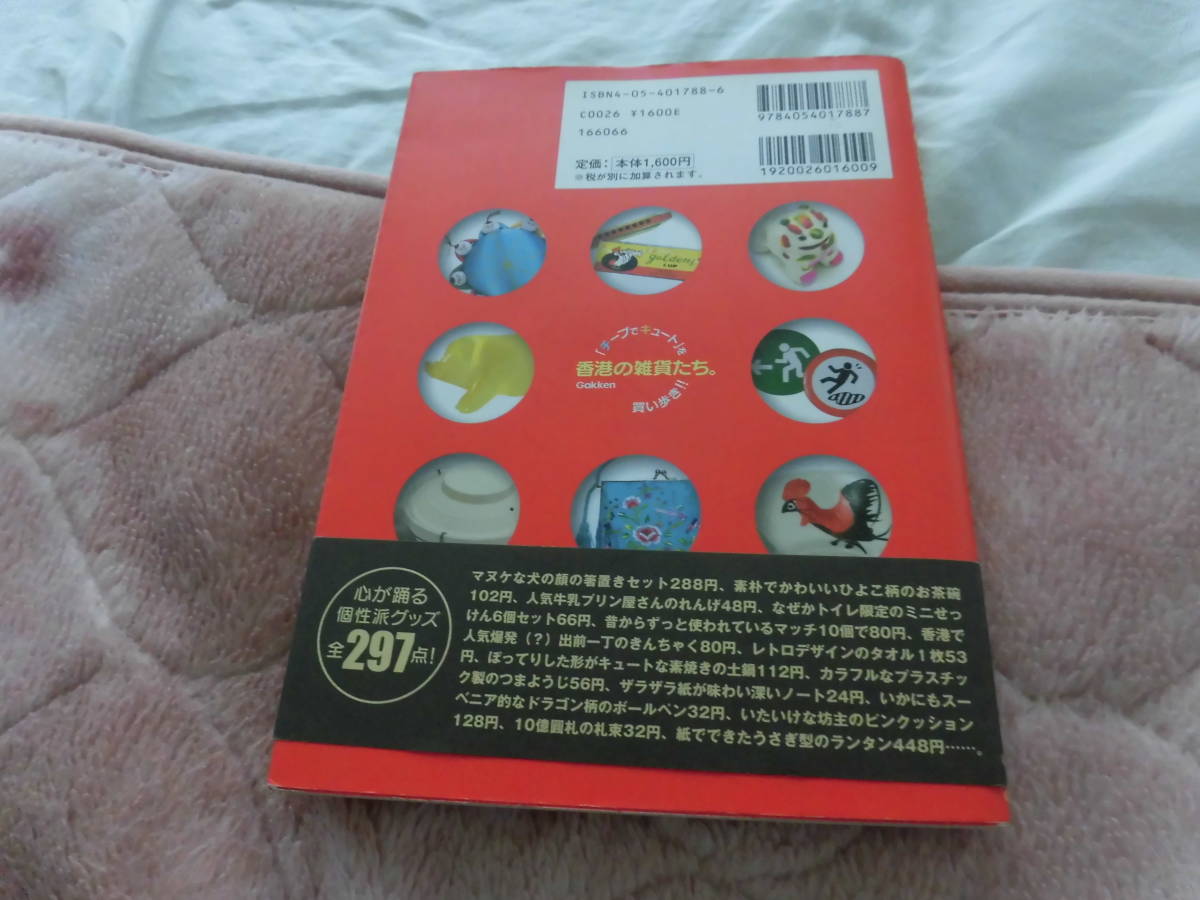 ISBN4-05-401788-6
C0026 ¥1600E
166066
定価：本体1,600円
※税が別に加算されます。
9784054017887
1920026016009
golden
CUP
「チープでキュート」を
香港の雑貨たち。
Gakken
買い歩き!!
心が踊る
個性派グッズ
全297点!
マヌケな犬の顔の箸置きセット288円、素朴でかわいいひよこ柄のお茶碗
102円、人気牛乳プリン屋さんのれんげ48円、なぜかトイレ限定のミニせっ
けん6個セット66円、昔からずっと使われているマッチ10個で80円、香港で
人気爆発（？）出前一丁のきんちゃく80円、レトロデザインのタオル1枚53
円、ぽってりした形がキュートな素焼きの土鍋112円、カラフルなプラスチッ
ク製のつまようじ56円、ザラザラ紙が味わい深いノート24円、いかにもスー
ベニア的なドラゴン柄のボールペン32円、いたいけな坊主のピンクッション
128円、10億圓札の札束32円、紙でできたうさぎ型のランタン448円……。